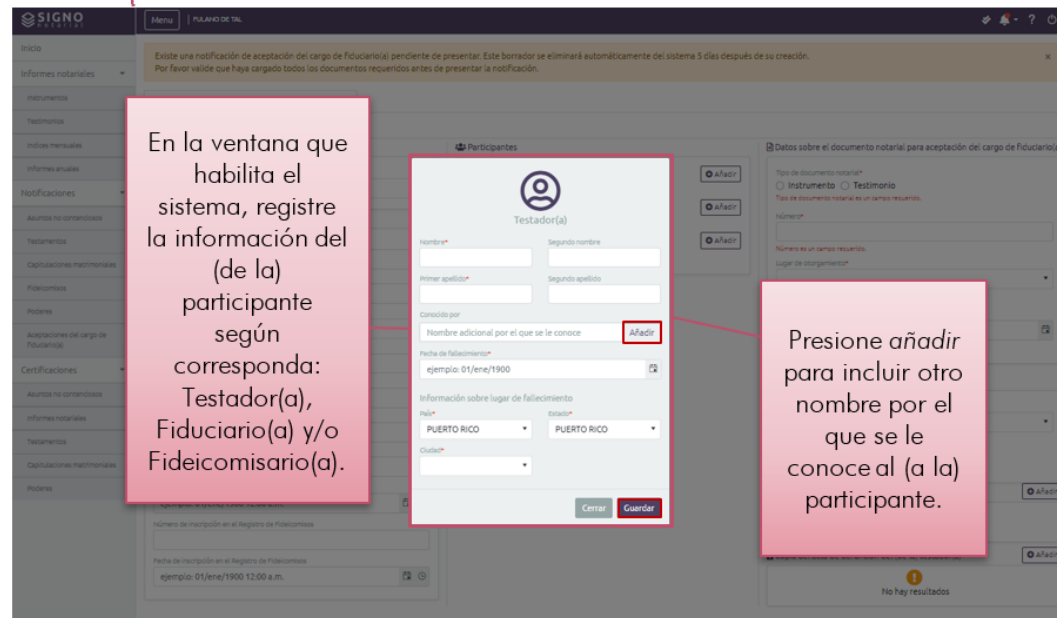 SIGNO
notarial
Menu
FULANO DE TAL
?
Inicio
Informes notariales
Instrumentos
Testimonios
Índices mensuales
Informes anuales
Notificaciones
Asuntos no contenciosos
Testamentos
Capitulaciones matrimoniales
Fideicomisos
Poderes
Aceptaciones del cargo de
fiduciario(a)
Certificaciones
Asuntos no contenciosos
Informes notariales
Testamentos
Capitulaciones matrimoniales
Poderes
Existe una notificación de aceptación del cargo de fiduciario(a) pendiente de presentar. Este borrador se eliminará automáticamente del sistema 5 días después de su creación.
Por favor valide que haya cargado todos los documentos requeridos antes de presentar la notificación.
En la ventana que
habilita el
sistema, registre
la información del
(de la)
participante
según
corresponda:
Testador(a),
Fiduciario(a) y/o
Fideicomisario(a).
Número de inscripción en el Registro de Fideicomisos
Fecha de inscripción en el Registro de Fideicomisos
ejemplo: 01/ene/1900 12:00 a.m.
Participantes
Añadir
Añadir
Añadir
Testador(a)
Nombre*
Segundo nombre
Primer apellido*
Segundo apellido
Conocido por
Nombre adicional por el que se le conoce
Añadir
Fecha de fallecimiento*
ejemplo: 01/ene/1900
Información sobre lugar de fallecimiento
País*
Estado*
PUERTO RICO
PUERTO RICO
Ciudad*
Cerrar
Guardar
Datos sobre el documento notarial para aceptación del cargo de fiduciario(a)
Tipo de documento notarial*
Instrumento
Testimonio
Tipo de documento notarial es un campo requerido.
Número*
Número es un campo requerido.
Lugar de otorgamiento*
Presione añadir
para incluir otro
nombre por el
que se le
conoce al (a la)
participante.
Añadir
Añadir
No hay resultados